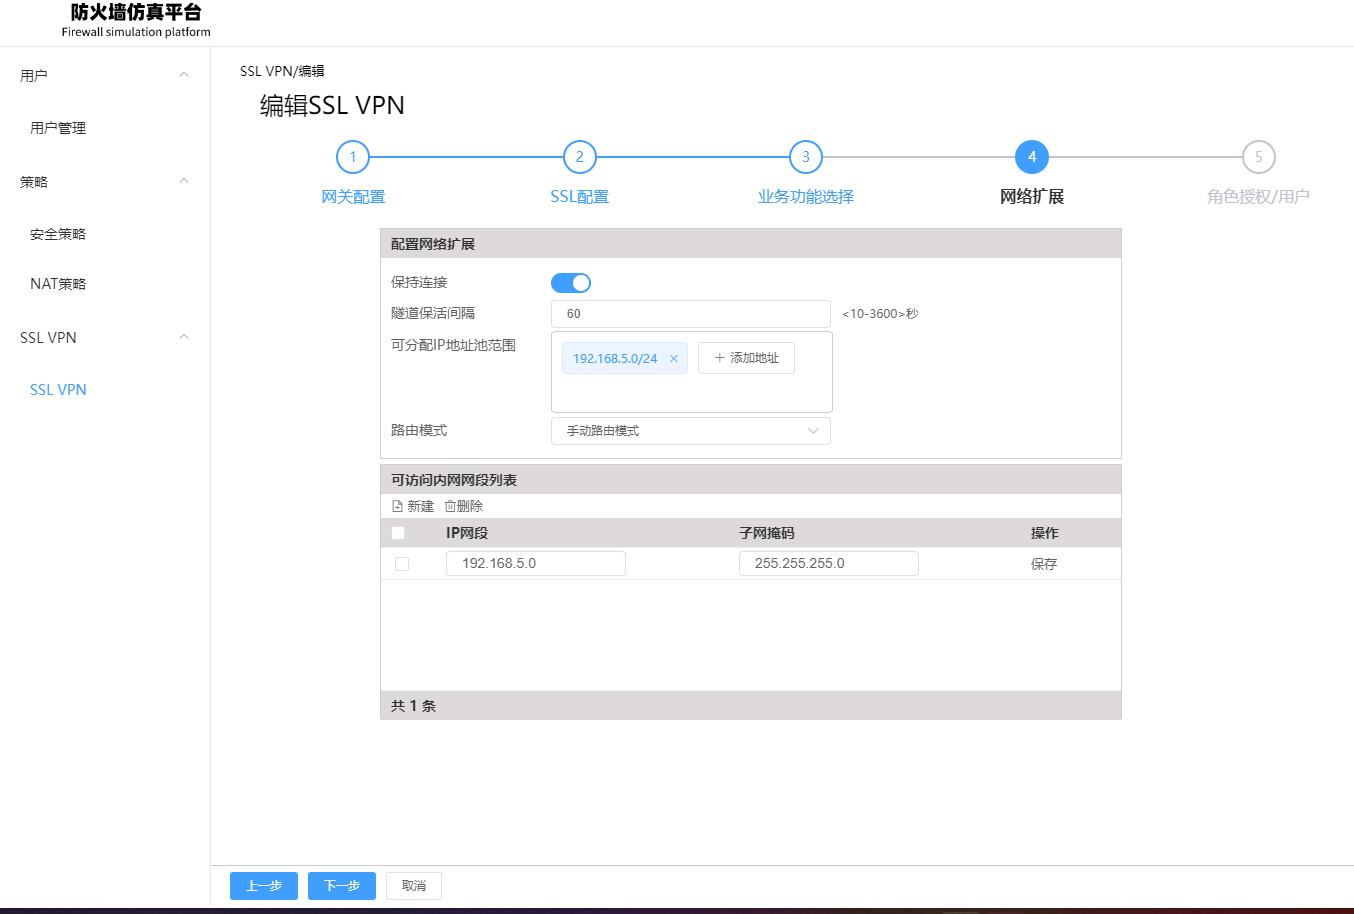 防火墙仿真平台
Firewall simulation platform
用户
用户管理
策略
安全策略
NAT策略
SSL VPN
SSL VPN
SSL VPN/编辑
编辑SSL VPN
1 2 3 4 5
网关配置 SSL配置 业务功能选择 网络扩展 角色授权/用户
配置网络扩展
保持连接
隧道保活间隔 60 <10-3600>秒
可分配IP地址池范围 192.168.5.0/24 × + 添加地址
路由模式 手动路由模式
可访问内网网段列表
新建 删除
IP网段 子网掩码 操作
192.168.5.0 255.255.255.0 保存
共 1 条
上一步 下一步 取消